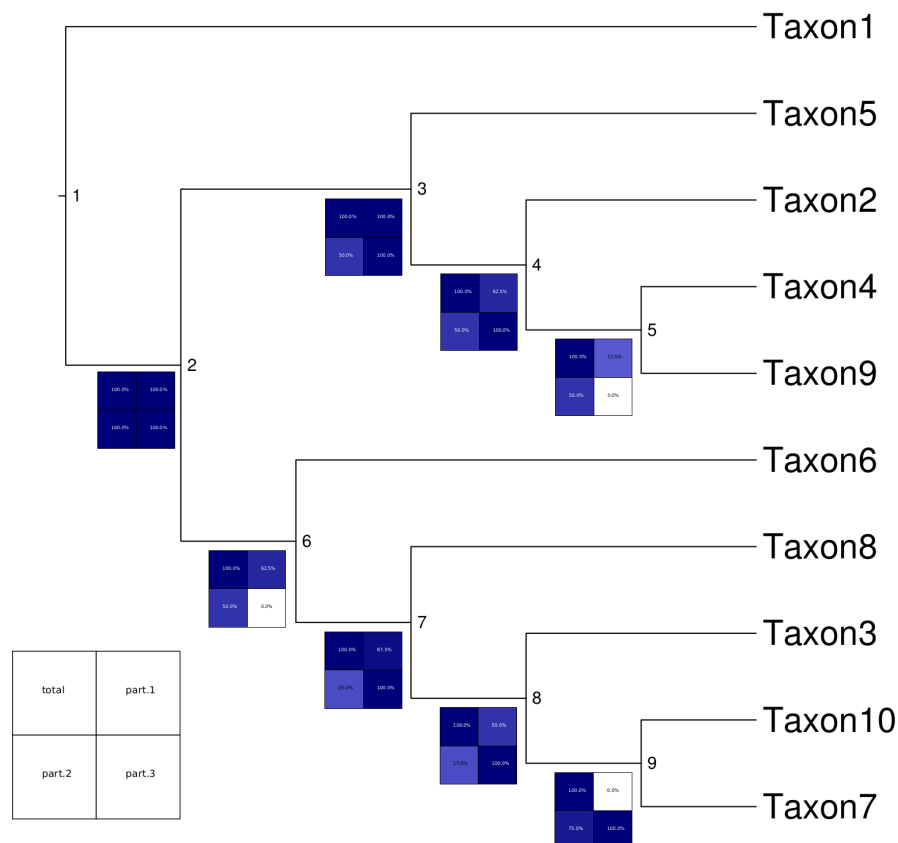 Taxon1
Taxon5
1
3
Taxon2
100.0% 100.0%
50.0% 100.0%
4
Taxon4
100.0% 62.5%
50.0% 100.0%
5
100.0%
50.0% 0.0%
2
Taxon9
100.0% 100.0%
100.0% 100.0%
Taxon6
6
Taxon8
100.0% 62.5%
50.0% 0.0%
7
Taxon3
100.0% 87.5%
100.0%
8
Taxon10
100.0% 50.0%
100.0%
9
100.0% 0.0%
75.0% 100.0%
Taxon7
total part.1
part.2 part.3